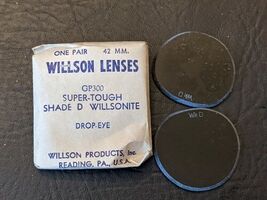 ONE PAIR 42 MM.
WILLSON LENSES
GP300
SUPER-TOUGH
SHADE D WILLSONITE
DROP-EYE
WILLSON PRODUCTS, Inc.
READING, PA., U.S.A.